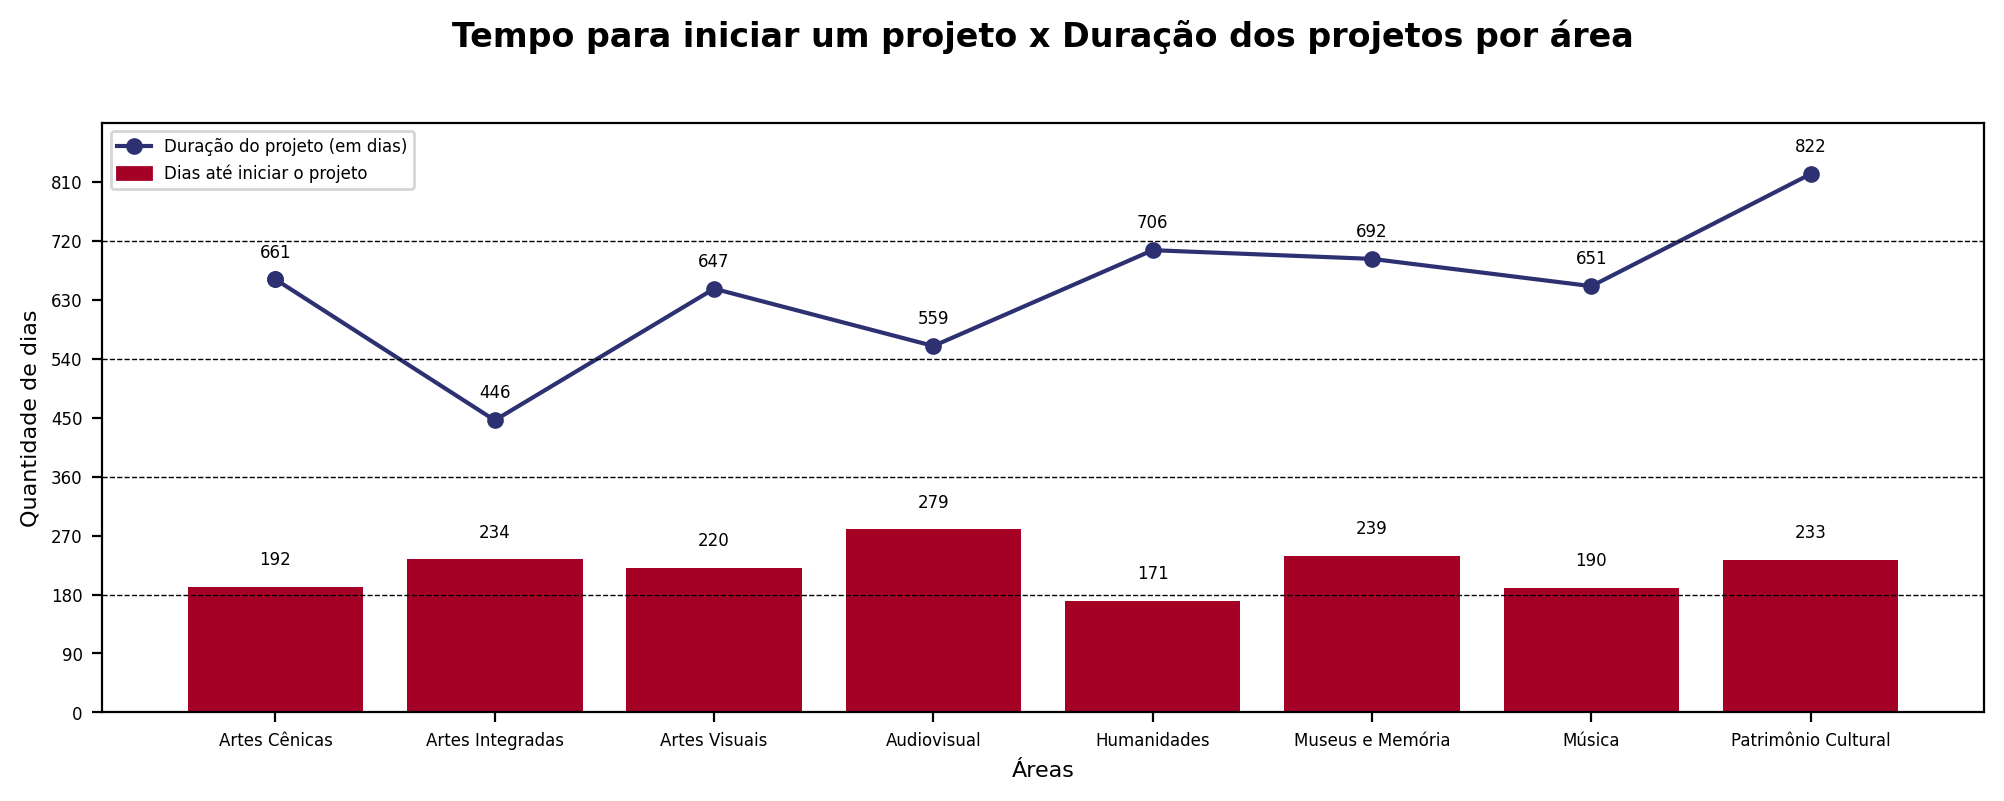 Tempo para iniciar um projeto x Duração dos projetos por área
Duração do projeto (em dias)
Dias até iniciar o projeto
Quantidade de dias
810
720
630
540
450
360
270
180
90
0
661
446
647
559
706
692
651
822
192
234
220
279
171
239
190
233
Artes Cênicas
Artes Integradas
Artes Visuais
Audiovisual
Humanidades
Museus e Memória
Música
Patrimônio Cultural
Áreas